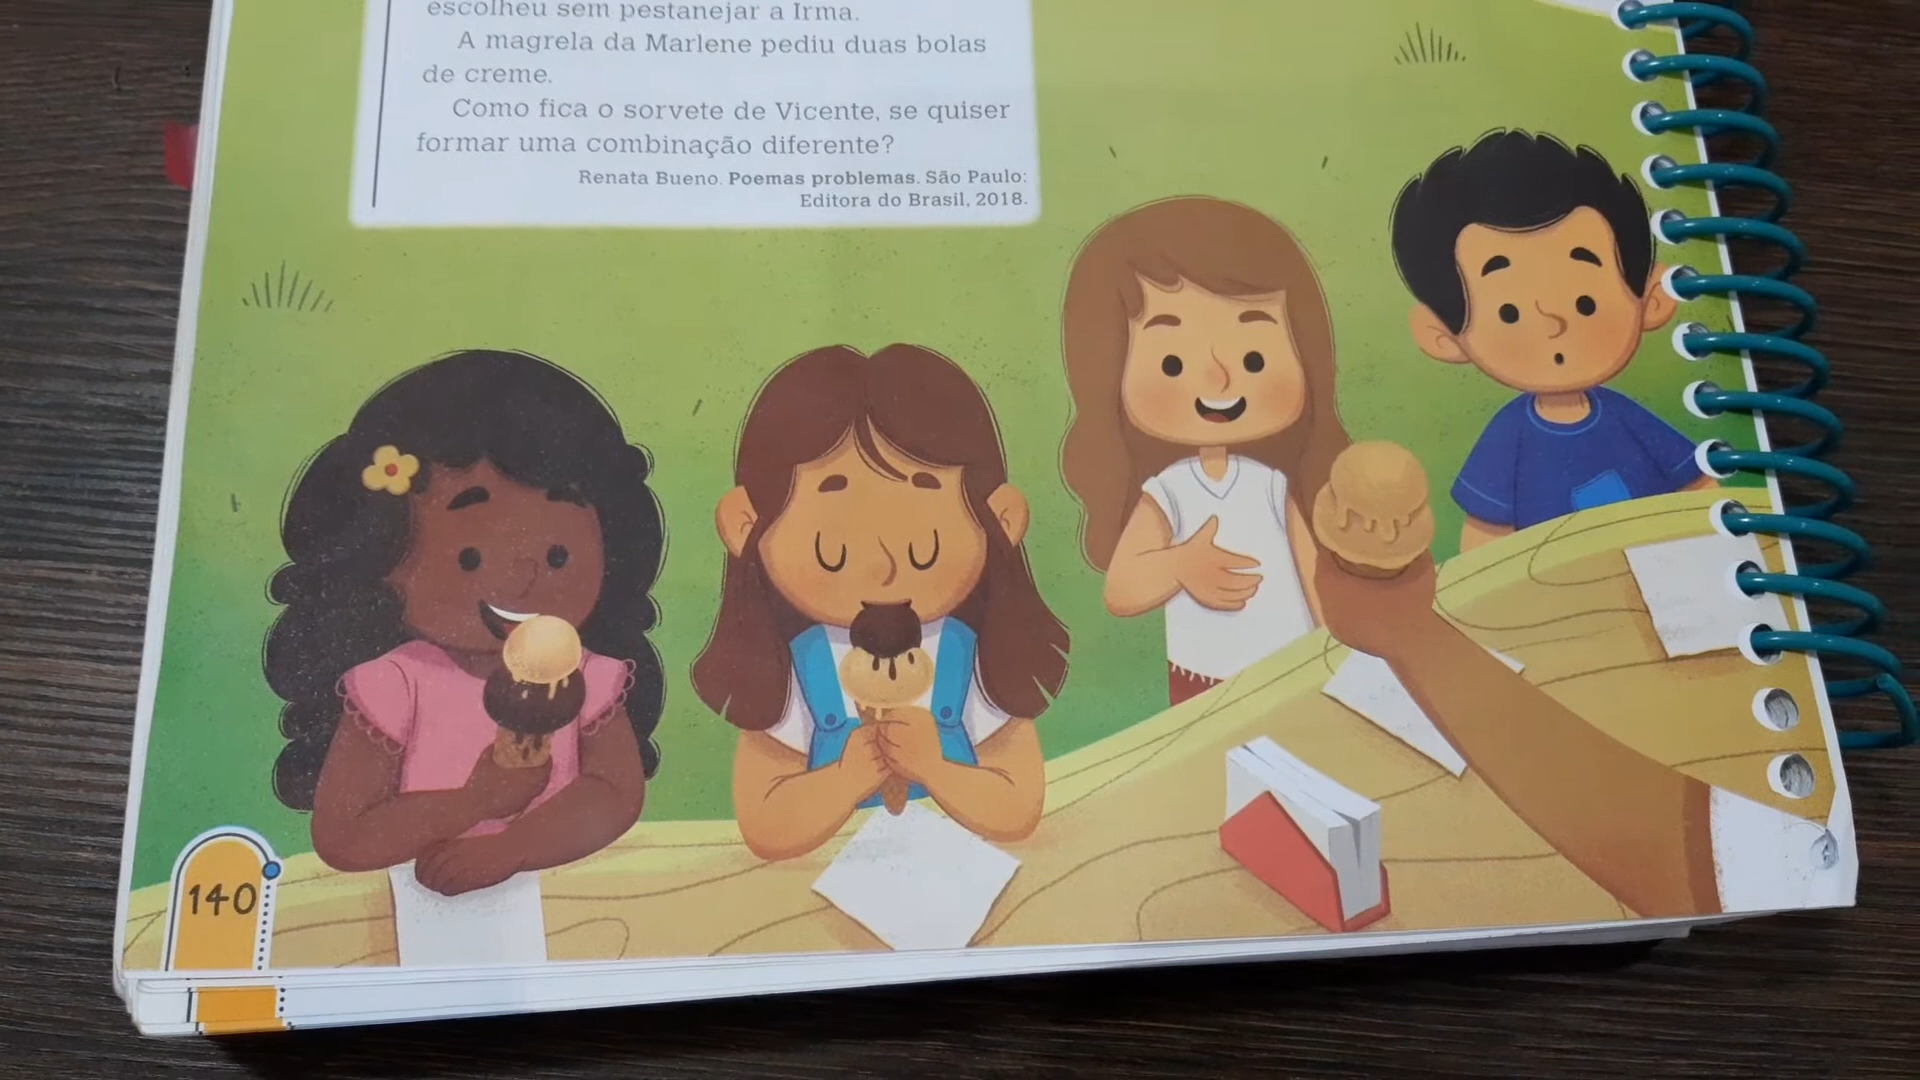 escolheu sem pestanejar a Irma.
A magrela da Marlene pediu duas bolas
de creme.
Como fica o sorvete de Vicente, se quiser
formar uma combinação diferente?
Renata Bueno. Poemas problemas. São Paulo:
Editora do Brasil, 2018.
140